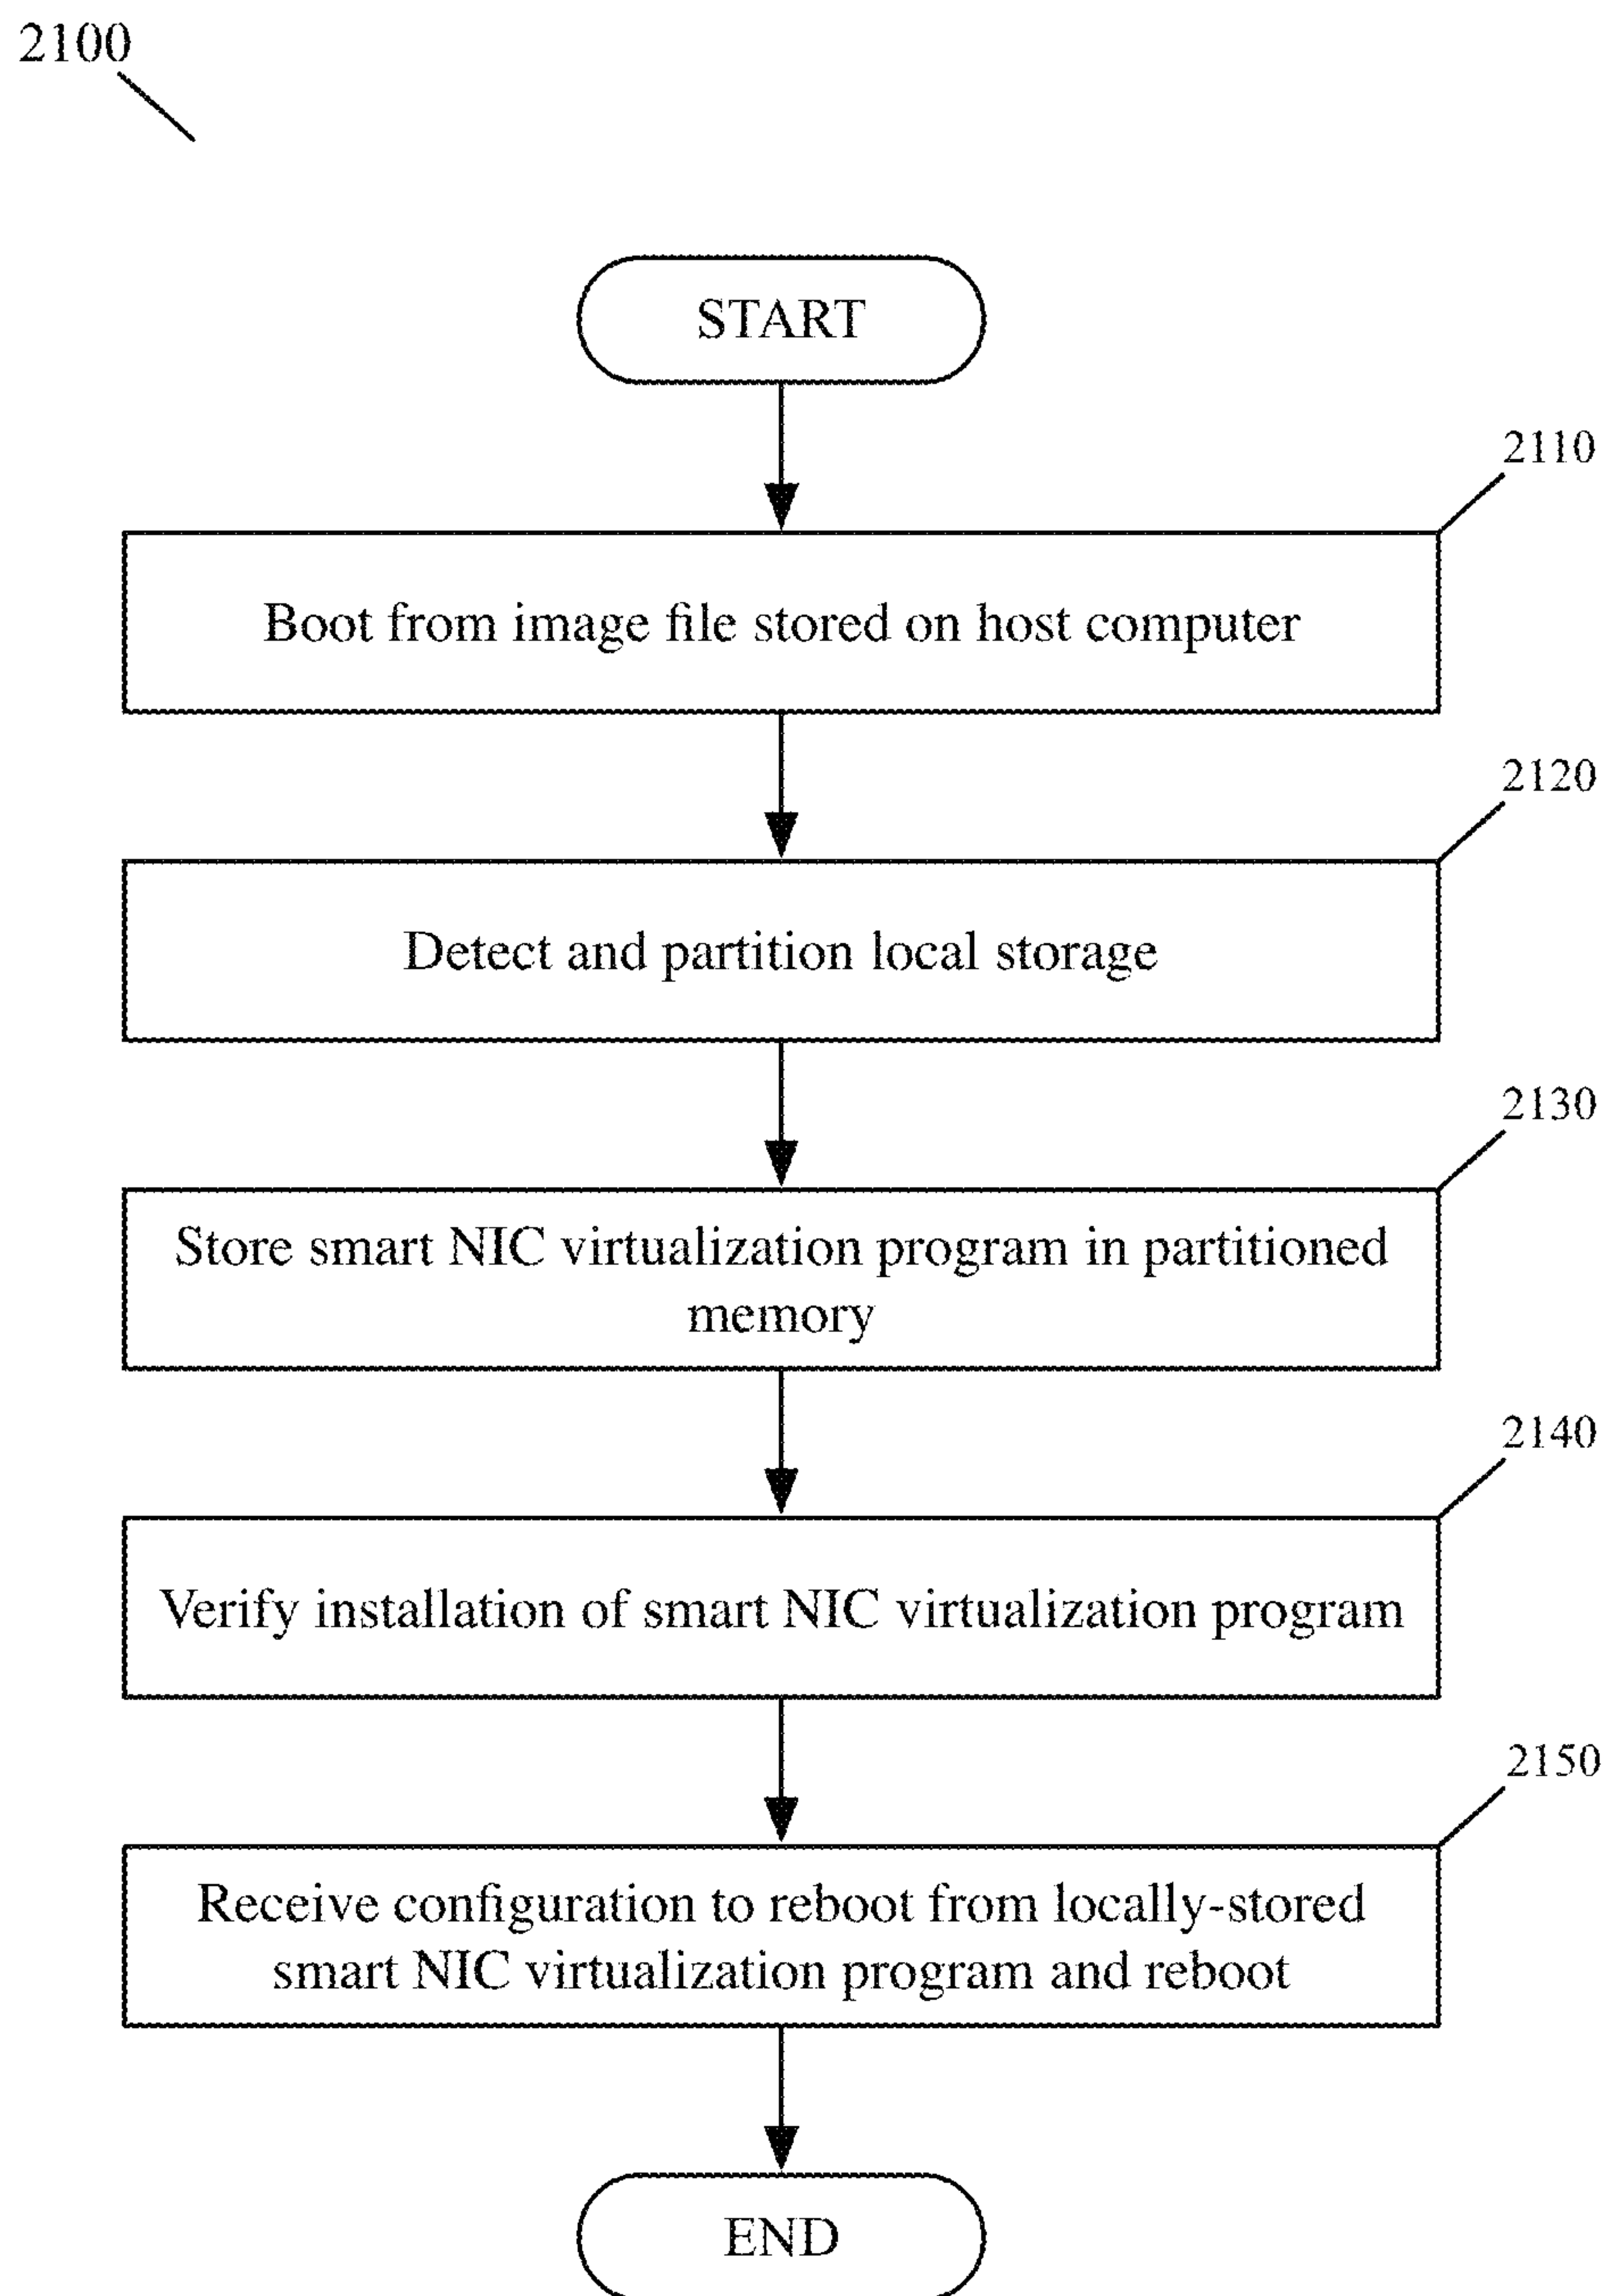 2100
START
2110
Boot from image file stored on host computer
2120
Detect and partition local storage
2130
Store smart NIC virtualization program in partitioned
memory
2140
Verify installation of smart NIC virtualization program
2150
Receive configuration to reboot from locally-stored
smart NIC virtualization program and reboot
END